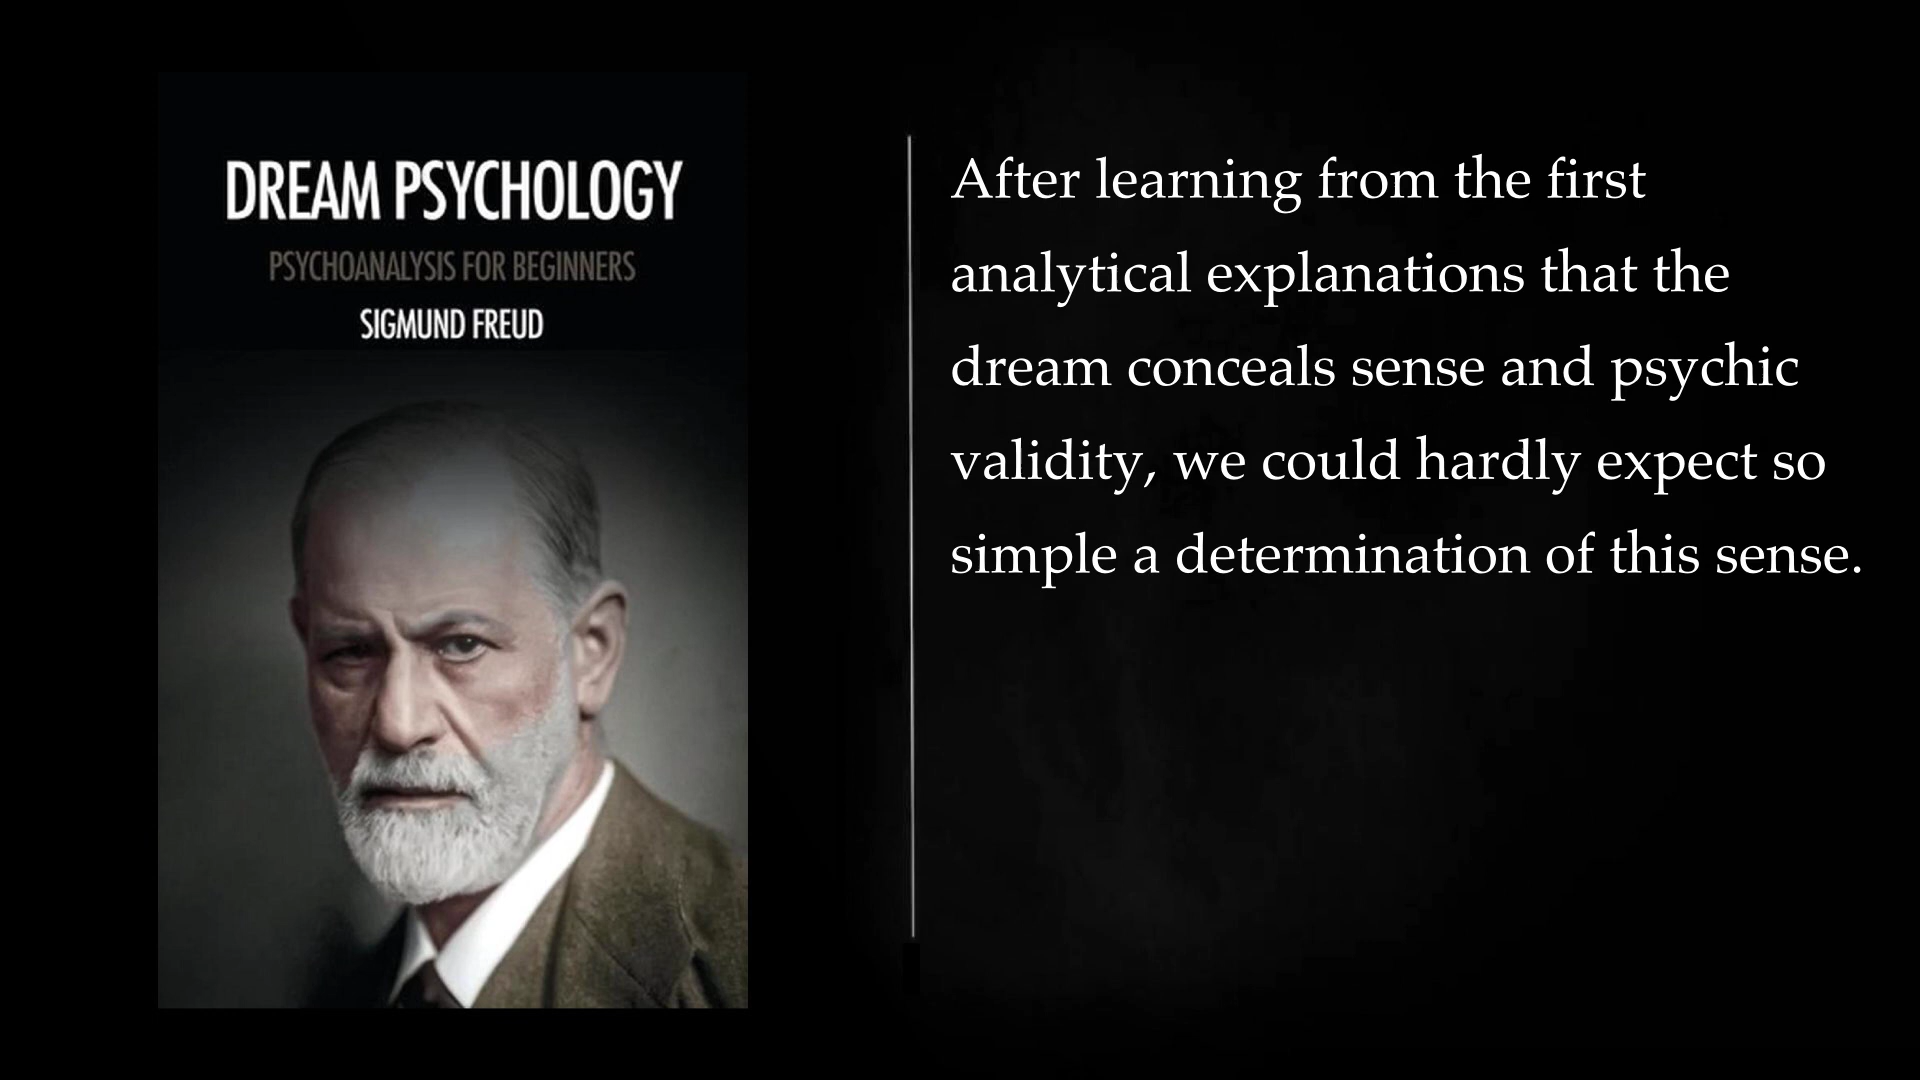 DREAM PSYCHOLOGY
PSYCHOANALYSIS FOR BEGINNERS
SIGMUND FREUD
After learning from the first
analytical explanations that the
dream conceals sense and psychic
validity, we could hardly expect so
simple a determination of this sense.